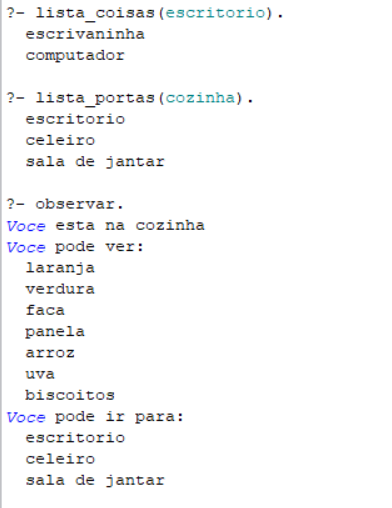 ?- lista_coisas(escritorio).
escrivaninha
computador
?- lista_portas(cozinha).
escritorio
celeiro
sala de jantar
?- observar.
Voce esta na cozinha
Voce pode ver:
laranja
verdura
faca
panela
arroz
uva
biscoitos
Voce pode ir para:
escritorio
celeiro
sala de jantar